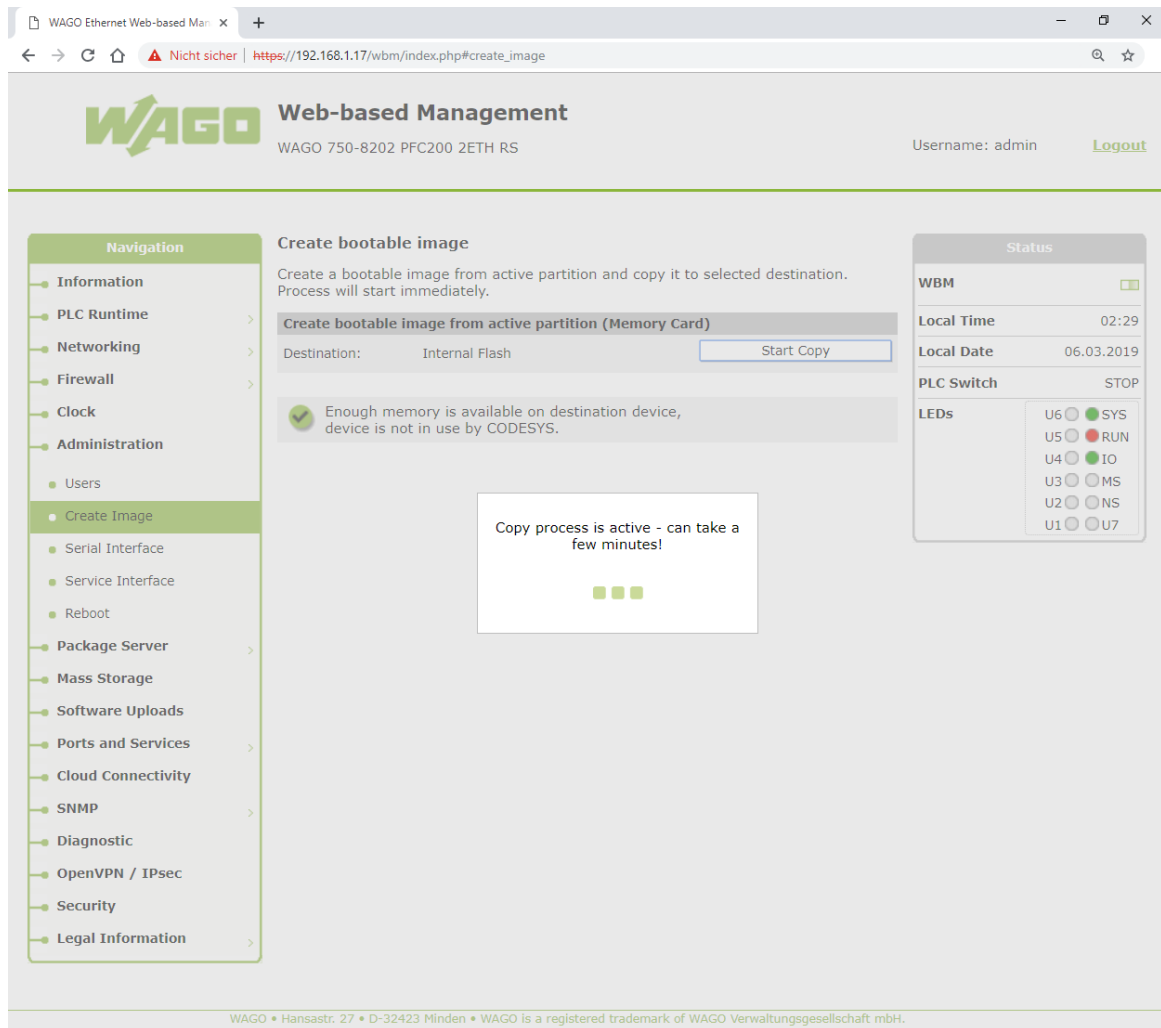 WAGO Ethernet Web-based Man
Nicht sicher | https://192.168.1.17/wbm/index.php#create_image
WAGO
Web-based Management
WAGO 750-8202 PFC200 2ETH RS
Username: admin
Logout
Navigation
Information
PLC Runtime
Networking
Firewall
Clock
Administration
Users
Create Image
Serial Interface
Service Interface
Reboot
Package Server
Mass Storage
Software Uploads
Ports and Services
Cloud Connectivity
SNMP
Diagnostic
OpenVPN / IPsec
Security
Legal Information
Create bootable image
Create a bootable image from active partition and copy it to selected destination.
Process will start immediately.
Create bootable image from active partition (Memory Card)
Destination: Internal Flash Start Copy
Enough memory is available on destination device,
device is not in use by CODESYS.
Copy process is active - can take a
few minutes!
Status
WBM
Local Time 02:29
Local Date 06.03.2019
PLC Switch STOP
LEDs U6 SYS
U5 RUN
U4 IO
U3 MS
U2 NS
U1 U7
WAGO • Hansastr. 27 • D-32423 Minden • WAGO is a registered trademark of WAGO Verwaltungsgesellschaft mbH.